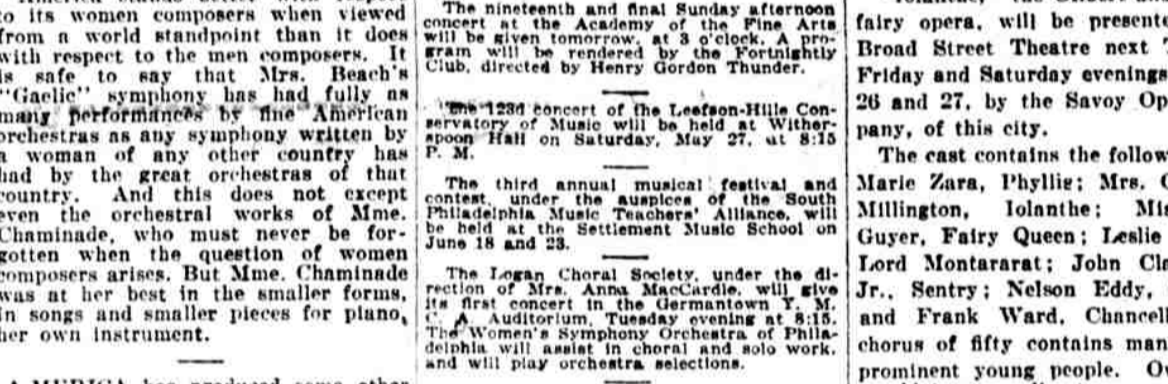 to its women composers when viewed
from a world standpoint than it does
with respect to the men composers. It
is safe to say that Mrs. Beach's
"Gaelic" symphony has had fully as
many performances by fine American
orchestras as any symphony written by
a woman of any other country has
had by the great orchestras of that
country. And this does not except
even the orchestral works of Mme.
Chaminade, who must never be for-
gotten when the question of women
composers arises. But Mme. Chaminade
was at her best in the smaller forms,
in songs and smaller pieces for piano,
her own instrument.
AMERICA has produced some other
The nineteenth and final Sunday afternoon
concert at the Academy of the Fine Arts
will be given tomorrow, at 3 o'clock. A pro-
gram will be rendered by the Fortnightly
Club, directed by Henry Gordon Thunder.
The 123d concert of the Leefson-Hille Con-
servatory of Music will be held at Wither-
spoon Hall on Saturday, May 27, at 8:15
P. M.
The third annual musical festival and
contest, under the auspices of the South
Philadelphia Music Teachers' Alliance, will
be held at the Settlement Music School on
June 18 and 23.
The Logan Choral Society, under the di-
rection of Mrs. Anna MacCardle, will give
its first concert in the Germantown Y. M.
C. A. Auditorium, Tuesday evening at 8:15.
The Women's Symphony Orchestra of Phila-
delphia will assist in choral and solo work,
and will play orchestra selections.
fairy opera, will be presente
Broad Street Theatre next
Friday and Saturday evenings
26 and 27, by the Savoy Op
pany, of this city.
The cast contains the follow
Marie Zara, Phyllis; Mrs.
Millington, Iolanthe; Mis
Guyer, Fairy Queen; Leslie
Lord Montararat; John Cl
Jr., Sentry; Nelson Eddy,
and Frank Ward, Chancell
chorus of fifty contains man
prominent young people.